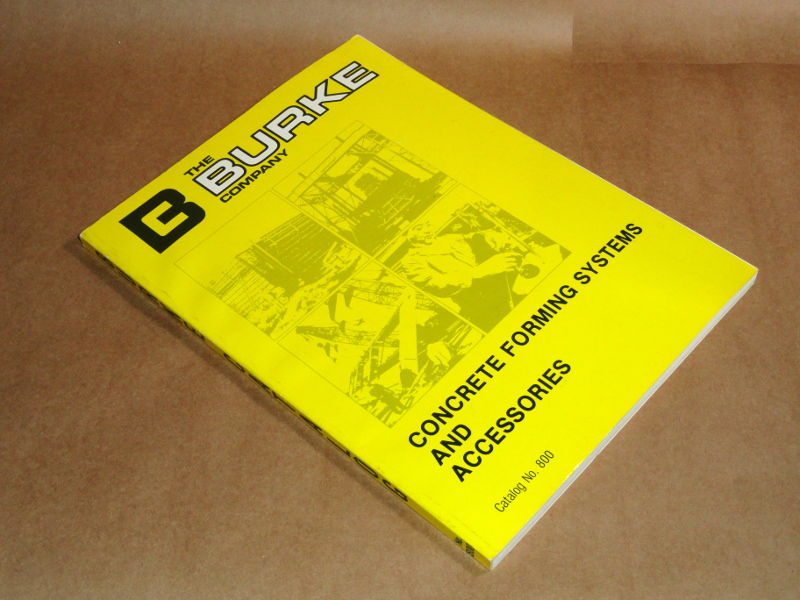 B
THE
BURKE
COMPANY
CONCRETE FORMING SYSTEMS
AND
ACCESSORIES
Catalog No. 800